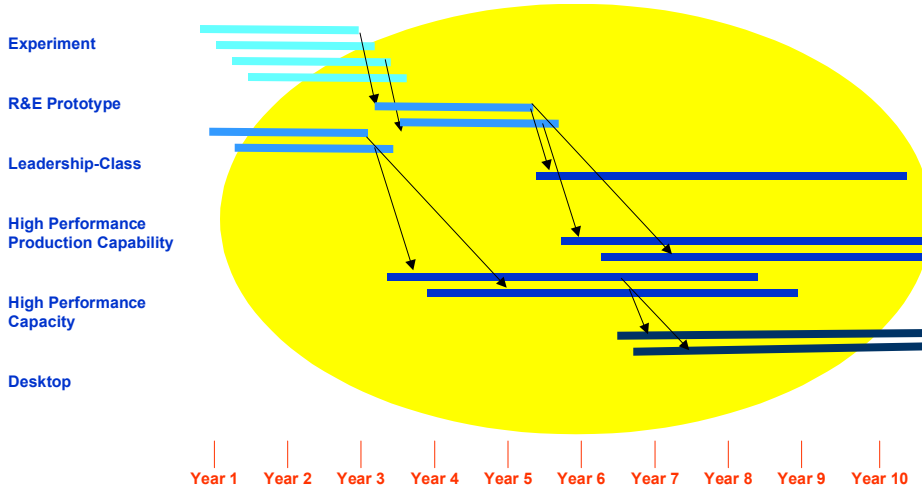 Experiment
R&E Prototype
Leadership-Class
High Performance
Production Capability
High Performance
Capacity
Desktop
Year 1
Year 2
Year 3
Year 4
Year 5
Year 6
Year 7
Year 8
Year 9
Year 10